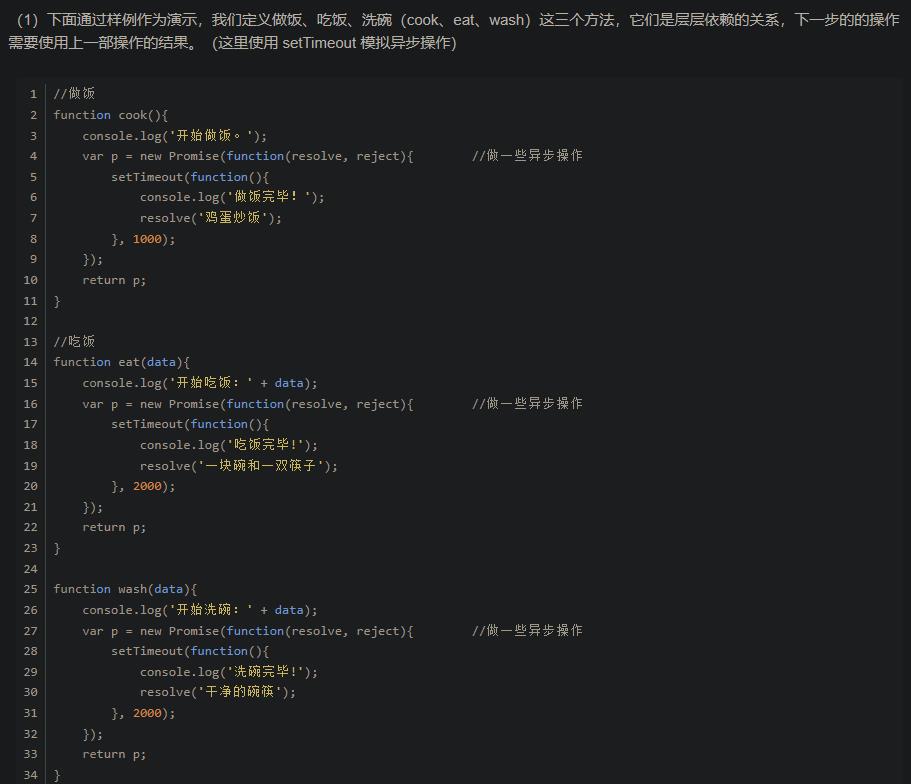 （1）下面通过样例作为演示，我们定义做饭、吃饭、洗碗（cook、eat、wash）这三个方法，它们是层层依赖的关系，下一步的的操作
需要使用上一部操作的结果。（这里使用 setTimeout 模拟异步操作）
1 //做饭
2 function cook(){
3     console.log('开始做饭。');
4     var p = new Promise(function(resolve, reject){        //做一些异步操作
5         setTimeout(function(){
6             console.log('做饭完毕！');
7             resolve('鸡蛋炒饭');
8         }, 1000);
9     });
10     return p;
11 }
12
13 //吃饭
14 function eat(data){
15     console.log('开始吃饭：' + data);
16     var p = new Promise(function(resolve, reject){        //做一些异步操作
17         setTimeout(function(){
18             console.log('吃饭完毕!');
19             resolve('一块碗和一双筷子');
20         }, 2000);
21     });
22     return p;
23 }
24
25 function wash(data){
26     console.log('开始洗碗：' + data);
27     var p = new Promise(function(resolve, reject){        //做一些异步操作
28         setTimeout(function(){
29             console.log('洗碗完毕!');
30             resolve('干净的碗筷');
31         }, 2000);
32     });
33     return p;
34 }